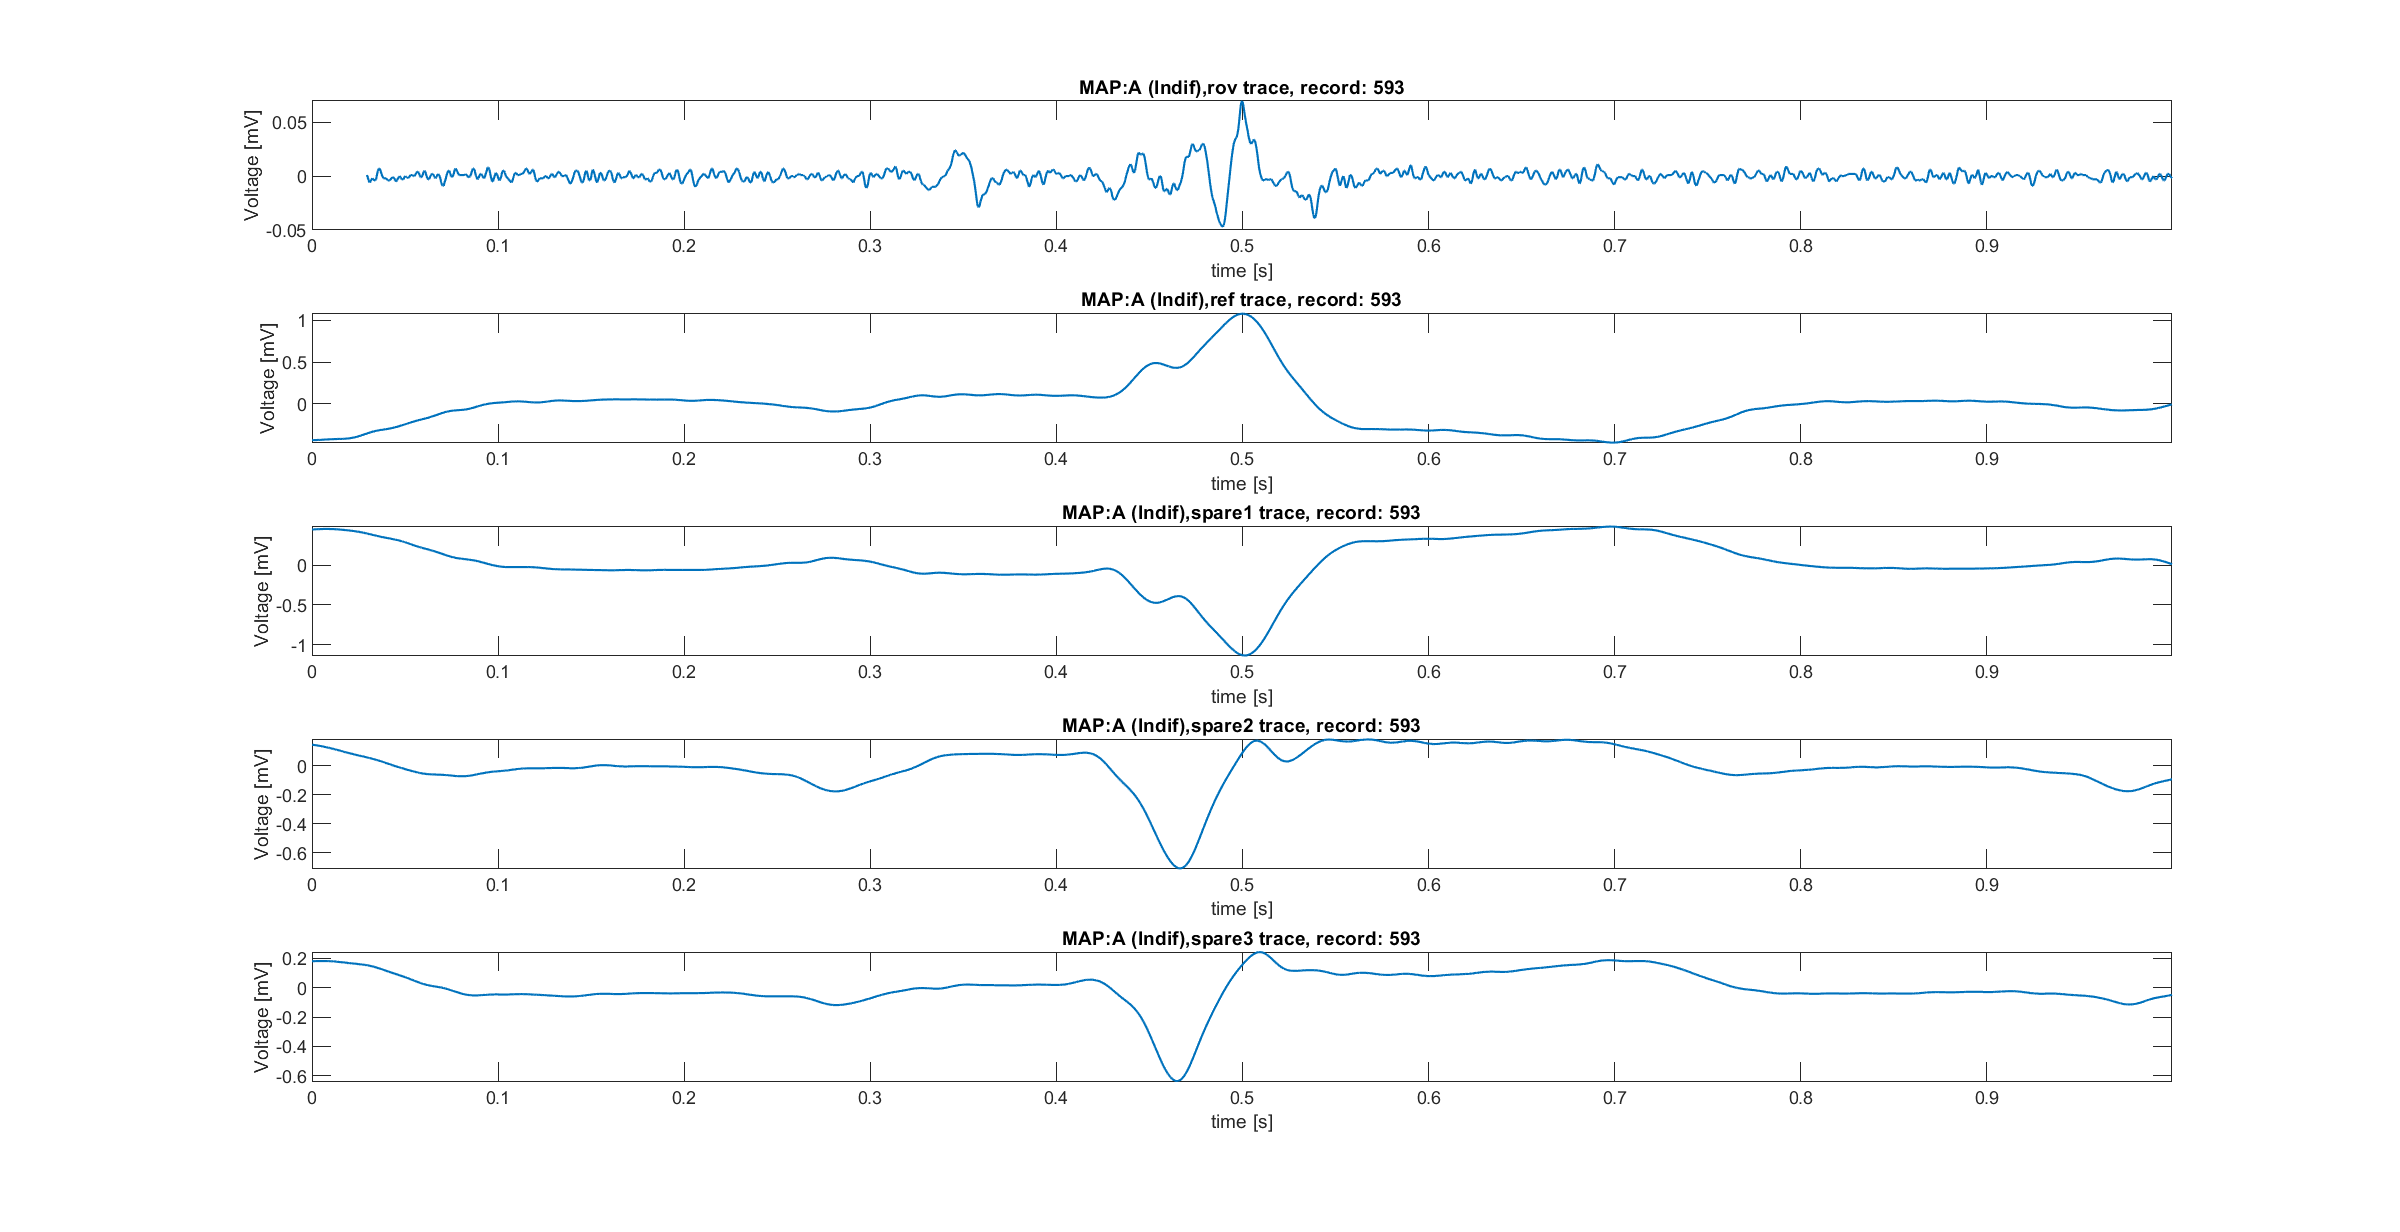 MAP:A (Indif),rov trace, record: 593
Voltage [mV]
0.05
0
-0.05
0 0.1 0.2 0.3 0.4 0.5 0.6 0.7 0.8 0.9
time [s]
MAP:A (Indif),ref trace, record: 593
Voltage [mV]
1
0.5
0
0 0.1 0.2 0.3 0.4 0.5 0.6 0.7 0.8 0.9
time [s]
MAP:A (Indif),spare1 trace, record: 593
Voltage [mV]
0
-0.5
-1
0 0.1 0.2 0.3 0.4 0.5 0.6 0.7 0.8 0.9
time [s]
MAP:A (Indif),spare2 trace, record: 593
Voltage [mV]
0
-0.2
-0.4
-0.6
0 0.1 0.2 0.3 0.4 0.5 0.6 0.7 0.8 0.9
time [s]
MAP:A (Indif),spare3 trace, record: 593
Voltage [mV]
0.2
0
-0.2
-0.4
-0.6
0 0.1 0.2 0.3 0.4 0.5 0.6 0.7 0.8 0.9
time [s]